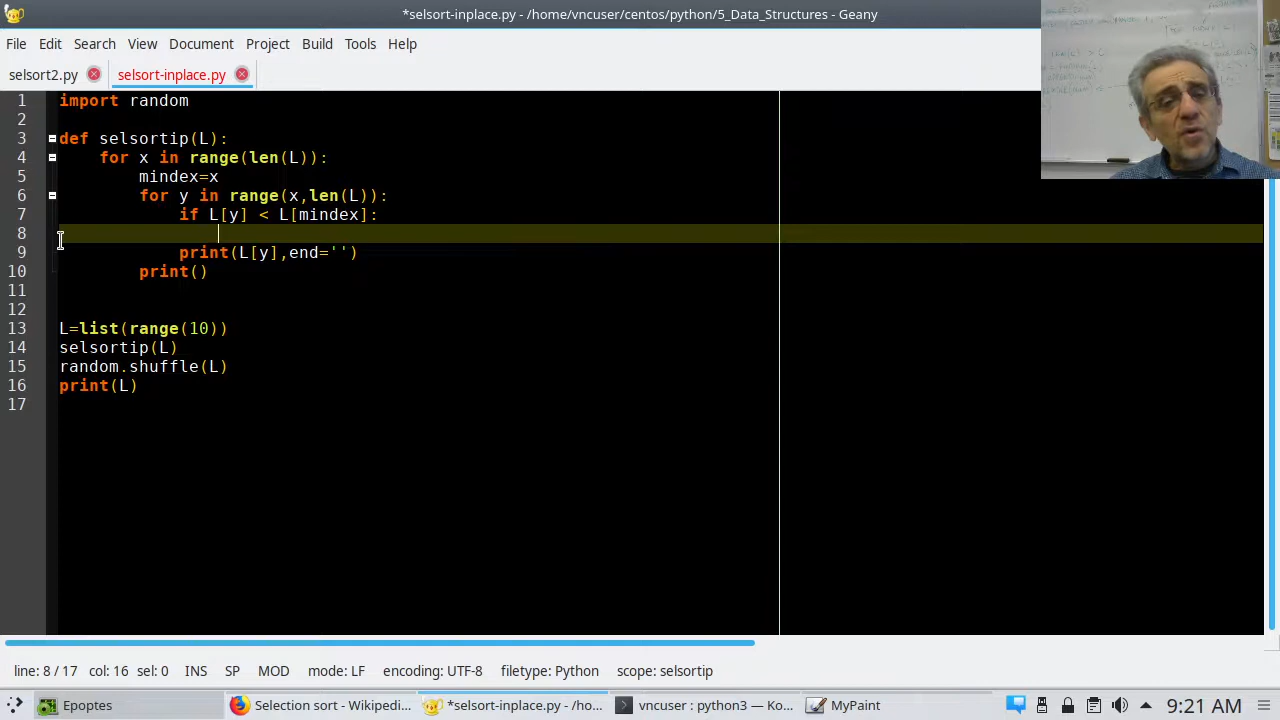 *selsort-inplace.py - /home/vncuser/centos/python/5_Data_Structures - Geany
File Edit Search View Document Project Build Tools Help
selsort2.py selsort-inplace.py
1 import random
2
3 def selsortip(L):
4     for x in range(len(L)):
5         mindex=x
6         for y in range(x,len(L)):
7             if L[y] < L[mindex]:
8
9             print(L[y],end='')
10         print()
11
12
13 L=list(range(10))
14 selsortip(L)
15 random.shuffle(L)
16 print(L)
17
line: 8 / 17 col: 16 sel: 0 INS SP MOD mode: LF encoding: UTF-8 filetype: Python scope: selsortip
Epoptes Selection sort - Wikipedi... *selsort-inplace.py - /ho... vncuser : python3 — Ko... MyPaint 9:21 AM